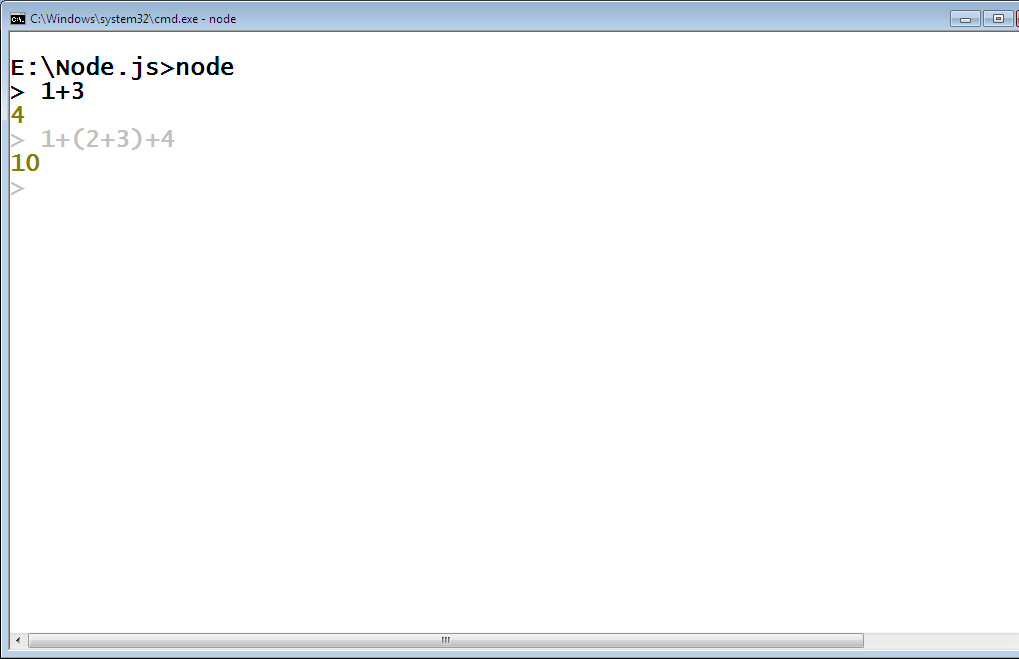 C:\Windows\system32\cmd.exe - node
E:\Node.js>node
> 1+3
4
> 1+(2+3)+4
10
>